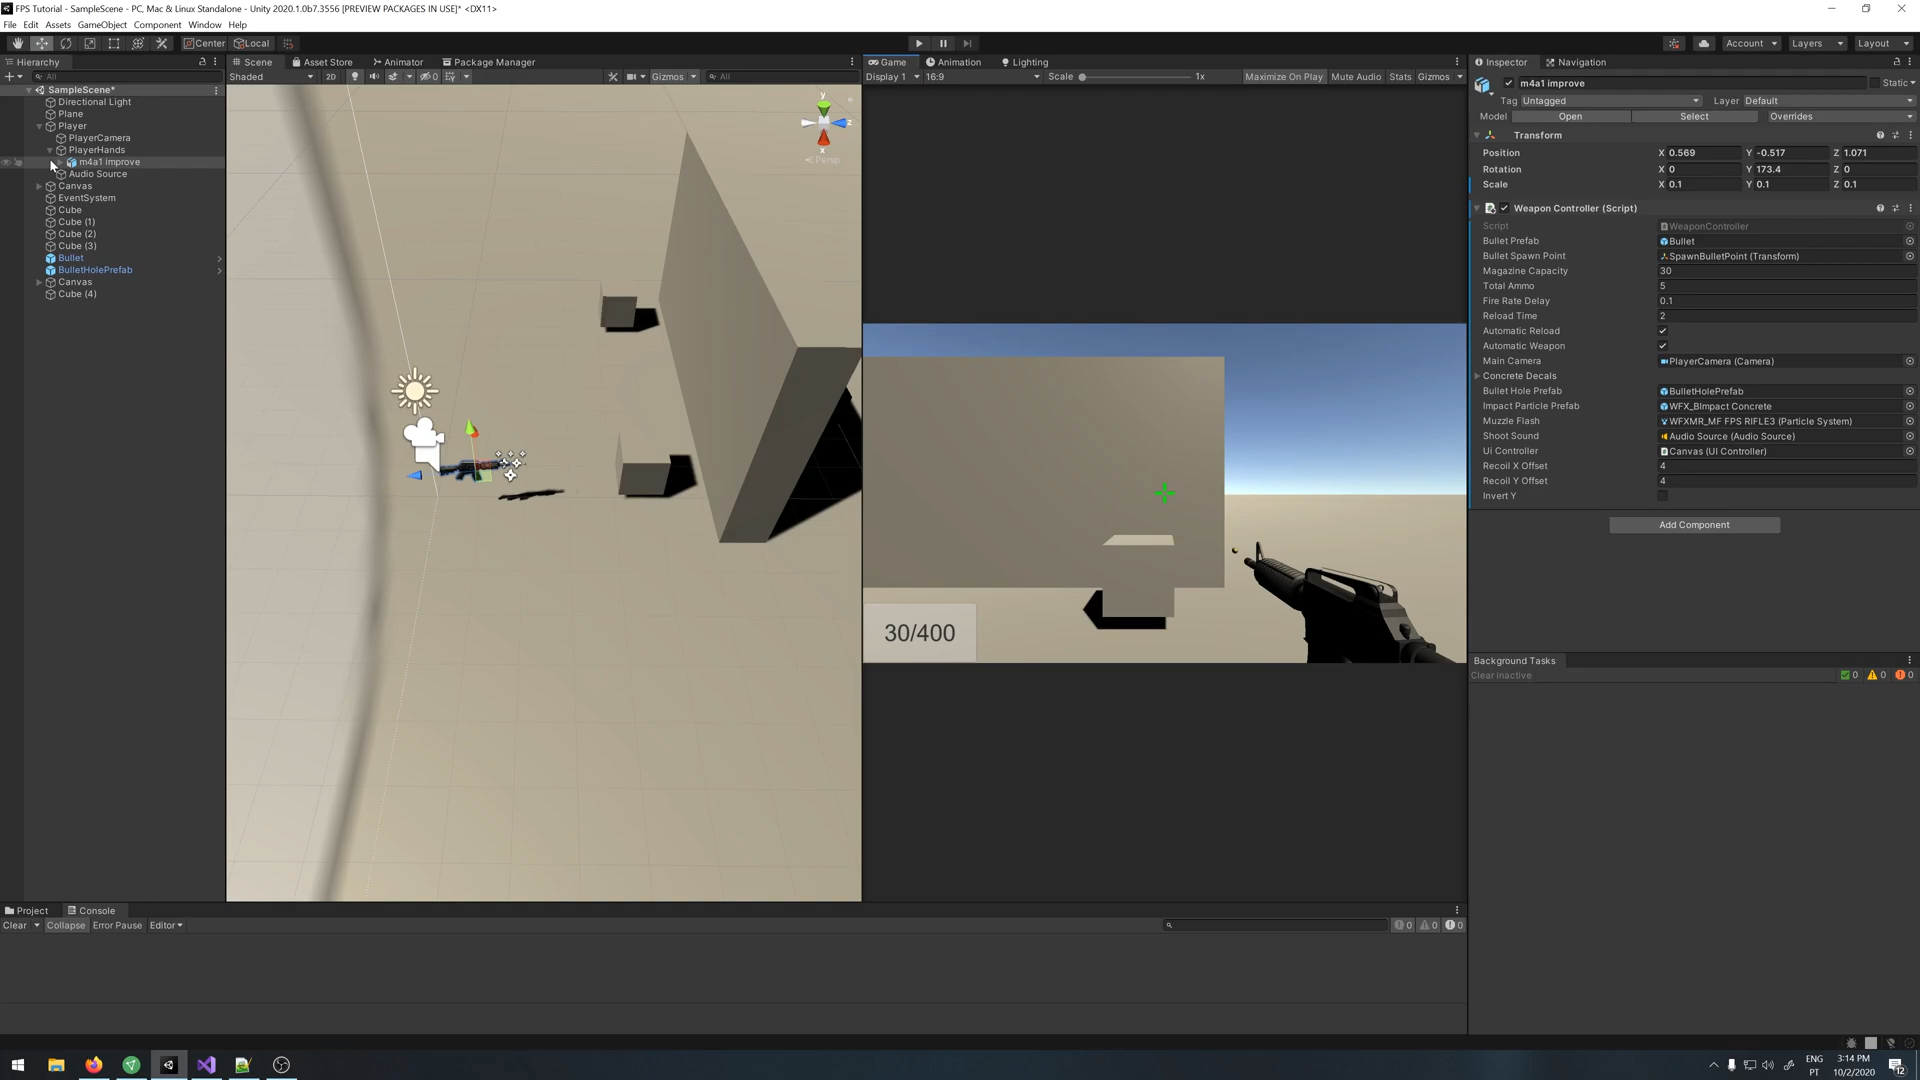 FPS Tutorial - SampleScene - PC, Mac & Linux Standalone - Unity 2020.1.0b7.3556 [PREVIEW PACKAGES IN USE]* <DX11>
File Edit Assets GameObject Component Window Help
Center Local Account Layers Layout
Hierarchy
All
SampleScene*
Directional Light
Plane
Player
PlayerCamera
PlayerHands
m4a1 improve
Audio Source
Canvas
EventSystem
Cube
Cube (1)
Cube (2)
Cube (3)
Bullet
BulletHolePrefab
Canvas
Cube (4)
Scene Asset Store Animator Package Manager
Shaded 2D 0 Gizmos All
y
z
x
Persp
Game Animation Lighting
Display 1 16:9 Scale 1x Maximize On Play Mute Audio Stats Gizmos
30/400
Inspector Navigation
m4a1 improve Static
Tag Untagged Layer Default
Model Open Select Overrides
Transform
Position X 0.569 Y -0.517 Z 1.071
Rotation X 0 Y 173.4 Z 0
Scale X 0.1 Y 0.1 Z 0.1
Weapon Controller (Script)
Script WeaponController
Bullet Prefab Bullet
Bullet Spawn Point SpawnBulletPoint (Transform)
Magazine Capacity 30
Total Ammo 5
Fire Rate Delay 0.1
Reload Time 2
Automatic Reload
Automatic Weapon
Main Camera PlayerCamera (Camera)
Concrete Decals
Bullet Hole Prefab BulletHolePrefab
Impact Particle Prefab WFX_BImpact Concrete
Muzzle Flash WFXMR_MF FPS RIFLE3 (Particle System)
Shoot Sound Audio Source (Audio Source)
Ui Controller Canvas (UI Controller)
Recoil X Offset 4
Recoil Y Offset 4
Invert Y
Add Component
Background Tasks
Clear inactive 0 0 0
Project Console
Clear Collapse Error Pause Editor 0 0 0
ENG 3:14 PM
PT 10/2/2020 12